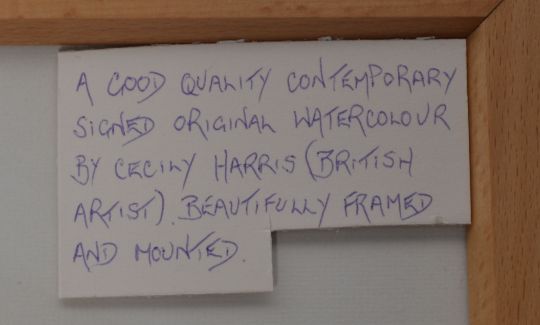 A GOOD QUALITY CONTEMPORARY
SIGNED ORIGINAL WATERCOLOUR
BY CECILY HARRIS (BRITISH
ARTIST). BEAUTIFULLY FRAMED
AND MOUNTED.